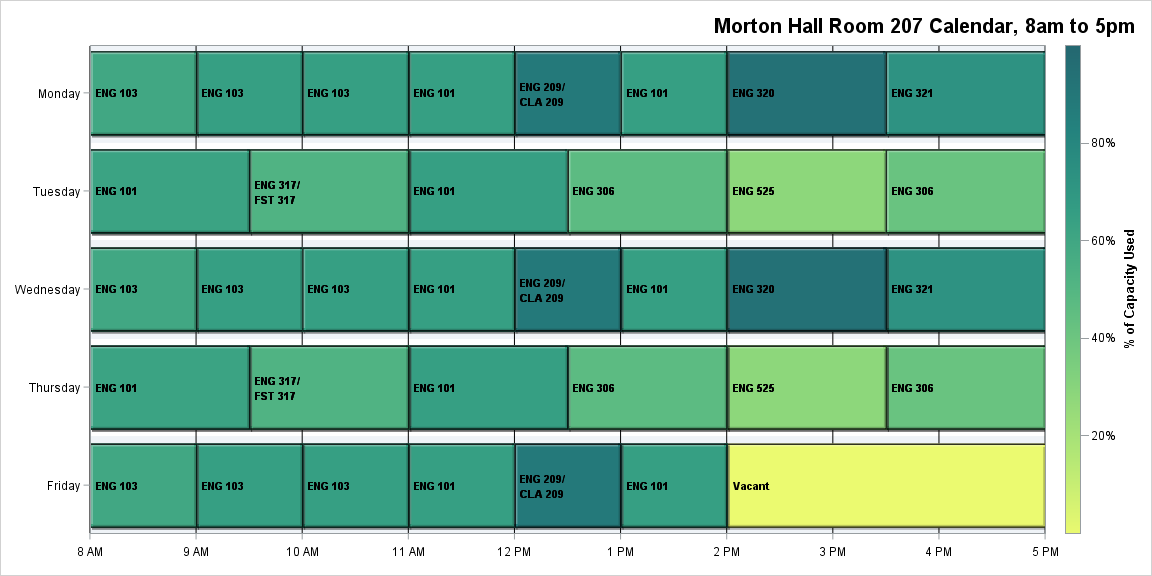 Morton Hall Room 207 Calendar, 8am to 5pm
Monday
ENG 103
ENG 103
ENG 103
ENG 101
ENG 209/
CLA 209
ENG 101
ENG 320
ENG 321
Tuesday
ENG 101
ENG 317/
FST 317
ENG 101
ENG 306
ENG 525
ENG 306
Wednesday
ENG 103
ENG 103
ENG 103
ENG 101
ENG 209/
CLA 209
ENG 101
ENG 320
ENG 321
Thursday
ENG 101
ENG 317/
FST 317
ENG 101
ENG 306
ENG 525
ENG 306
Friday
ENG 103
ENG 103
ENG 103
ENG 101
ENG 209/
CLA 209
ENG 101
Vacant
8 AM
9 AM
10 AM
11 AM
12 PM
1 PM
2 PM
3 PM
4 PM
5 PM
80%
60%
40%
20%
% of Capacity Used